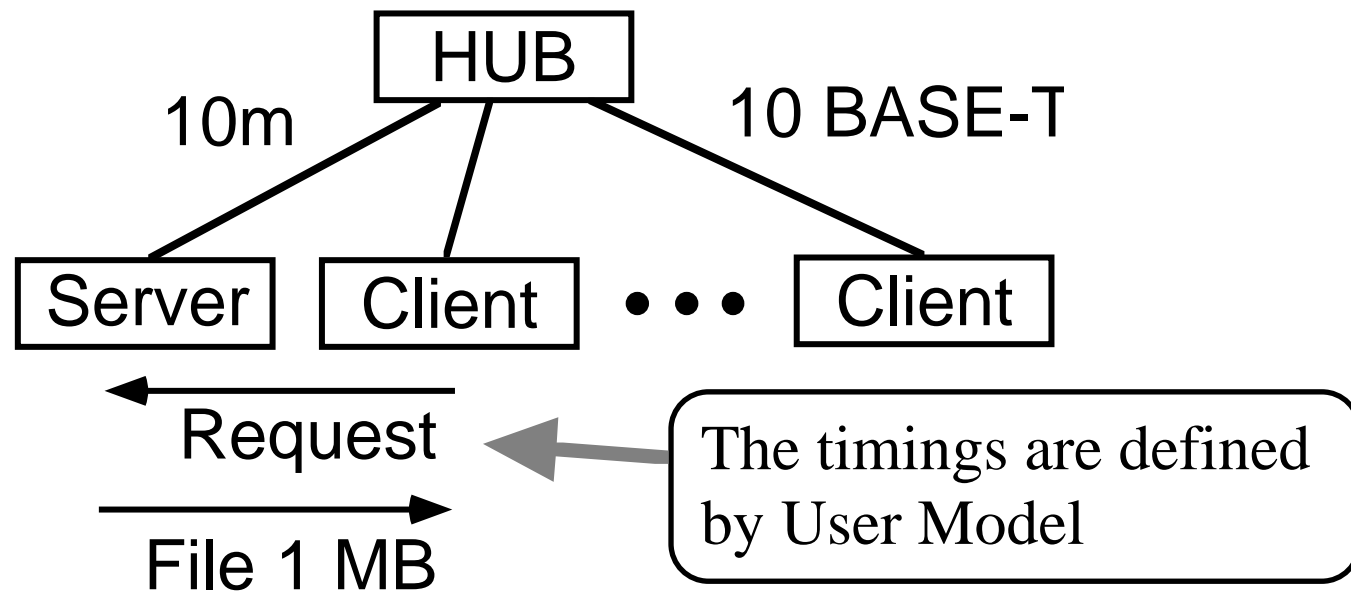 HUB
10m
10 BASE-T
Server
Client
Client
Request
The timings are defined
by User Model
File 1 MB